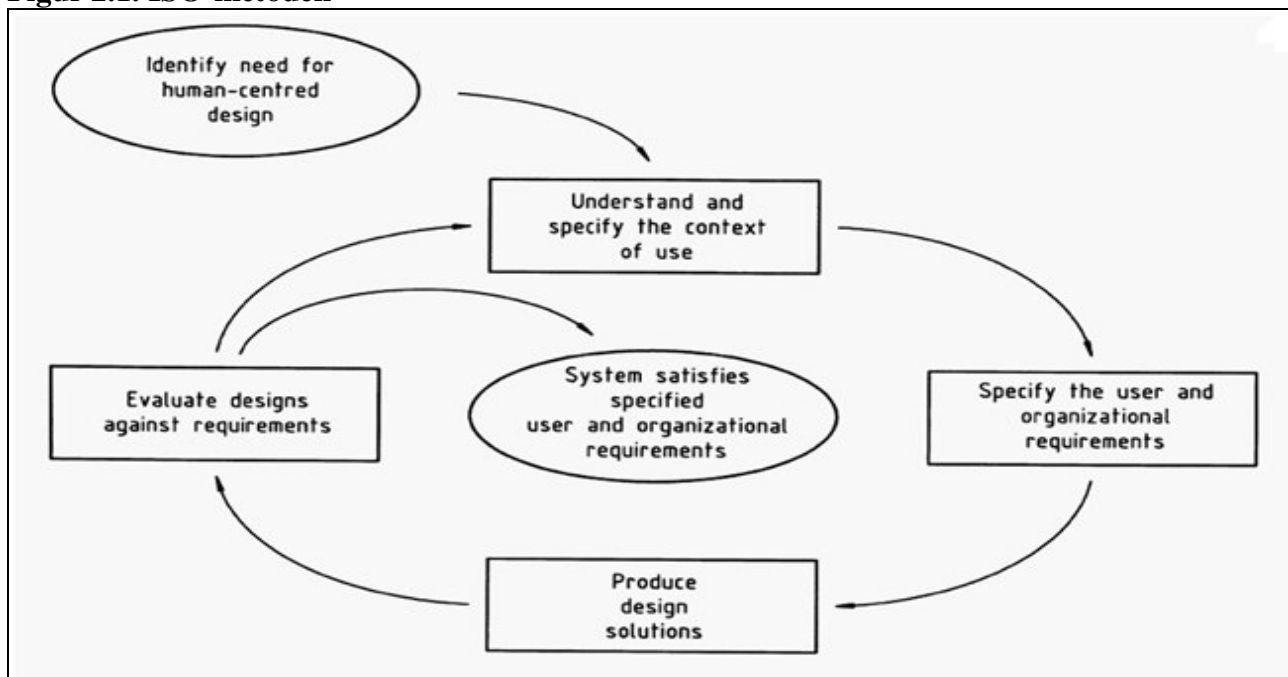 Figur 2.1. ISO-metoden
Identify need for
human-centred
design
Understand and
specify the context
of use
Evaluate designs
against requirements
System satisfies
specified
user and organizational
requirements
Specify the user and
organizational
requirements
Produce
design
solutions